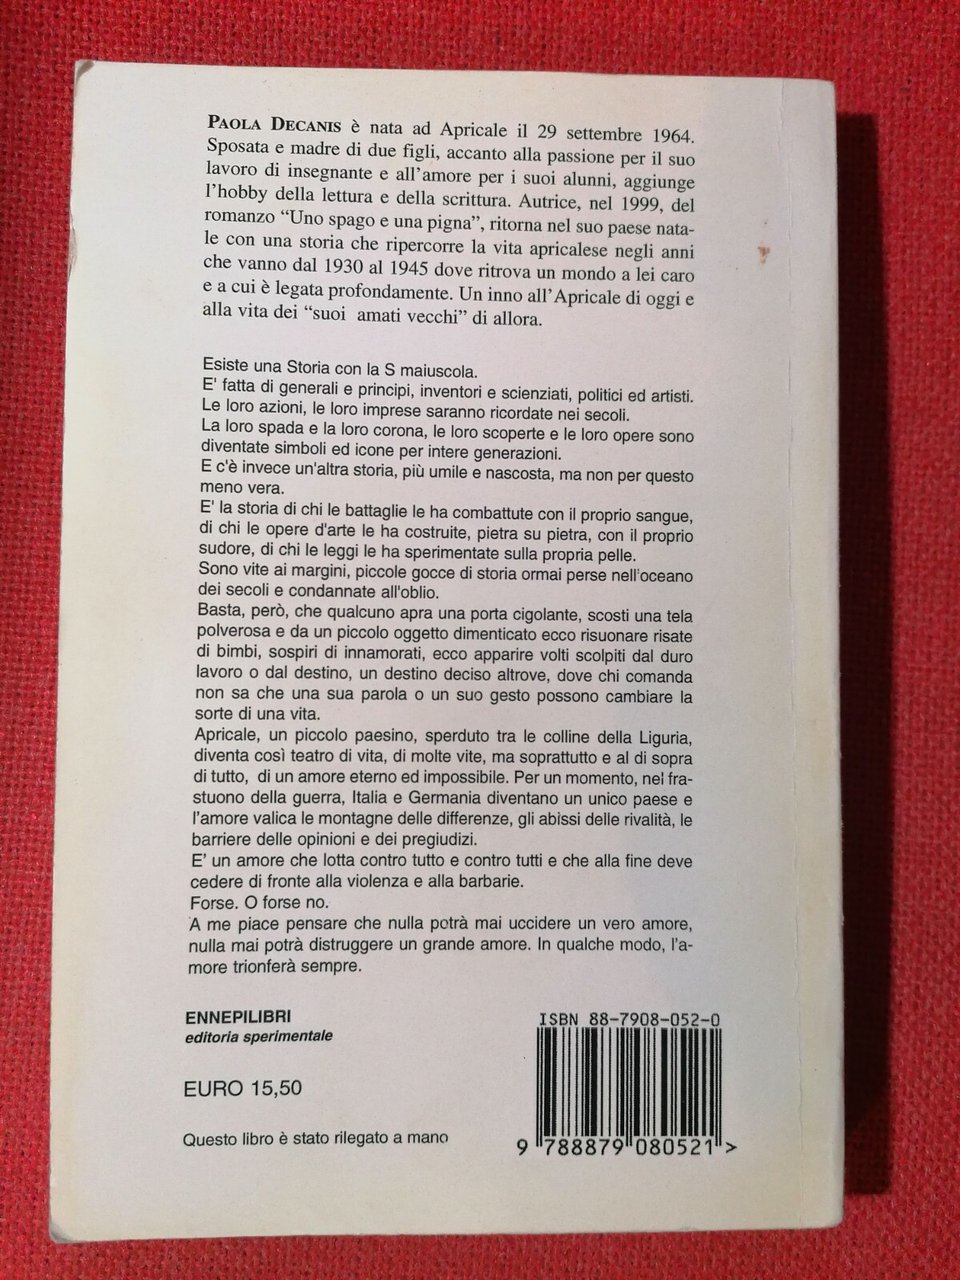 PAOLA DECANIS è nata ad Apricale il 29 settembre 1964.
Sposata e madre di due figli, accanto alla passione per il suo
lavoro di insegnante e all'amore per i suoi alunni, aggiunge
l'hobby della lettura e della scrittura. Autrice, nel 1999, del
romanzo "Uno spago e una pigna", ritorna nel suo paese nata-
le con una storia che ripercorre la vita apricalese negli anni
che vanno dal 1930 al 1945 dove ritrova un mondo a lei caro
e a cui è legata profondamente. Un inno all'Apricale di oggi e
alla vita dei "suoi amati vecchi" di allora.
Esiste una Storia con la S maiuscola.
E' fatta di generali e principi, inventori e scienziati, politici ed artisti.
Le loro azioni, le loro imprese saranno ricordate nei secoli.
La loro spada e la loro corona, le loro scoperte e le loro opere sono
diventate simboli ed icone per intere generazioni.
E c'è invece un'altra storia, più umile e nascosta, ma non per questo
meno vera.
E' la storia di chi le battaglie le ha combattute con il proprio sangue,
di chi le opere d'arte le ha costruite, pietra su pietra, con il proprio
sudore, di chi le leggi le ha sperimentate sulla propria pelle.
Sono vite ai margini, piccole gocce di storia ormai perse nell'oceano
dei secoli e condannate all'oblio.
Basta, però, che qualcuno apra una porta cigolante, scosti una tela
polverosa e da un piccolo oggetto dimenticato ecco risuonare risate
di bimbi, sospiri di innamorati, ecco apparire volti scolpiti dal duro
lavoro o dal destino, un destino deciso altrove, dove chi comanda
non sa che una sua parola o un suo gesto possono cambiare la
sorte di una vita.
Apricale, un piccolo paesino, sperduto tra le colline della Liguria,
diventa così teatro di vita, di molte vite, ma soprattutto e al di sopra
di tutto, di un amore eterno ed impossibile. Per un momento, nel fra-
stuono della guerra, Italia e Germania diventano un unico paese e
l'amore valica le montagne delle differenze, gli abissi delle rivalità, le
barriere delle opinioni e dei pregiudizi.
E' un amore che lotta contro tutto e contro tutti e che alla fine deve
cedere di fronte alla violenza e alla barbarie.
Forse. O forse no.
A me piace pensare che nulla potrà mai uccidere un vero amore,
nulla mai potrà distruggere un grande amore. In qualche modo, l'a-
more trionferà sempre.
ENNEPILIBRI
editoria sperimentale
EURO 15,50
Questo libro è stato rilegato a mano
ISBN 88-7908-052-0
9 788879 080521 >